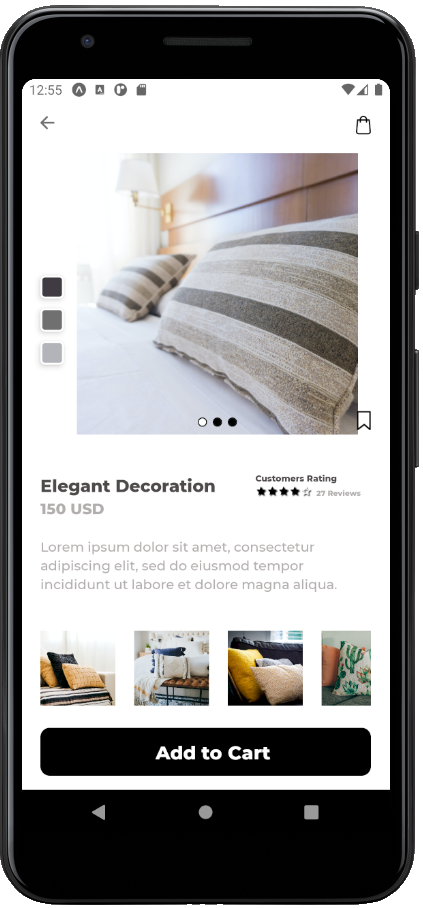 12:55
Elegant Decoration
150 USD
Customers Rating
27 Reviews
Lorem ipsum dolor sit amet, consectetur
adipiscing elit, sed do eiusmod tempor
incididunt ut labore et dolore magna aliqua.
Add to Cart